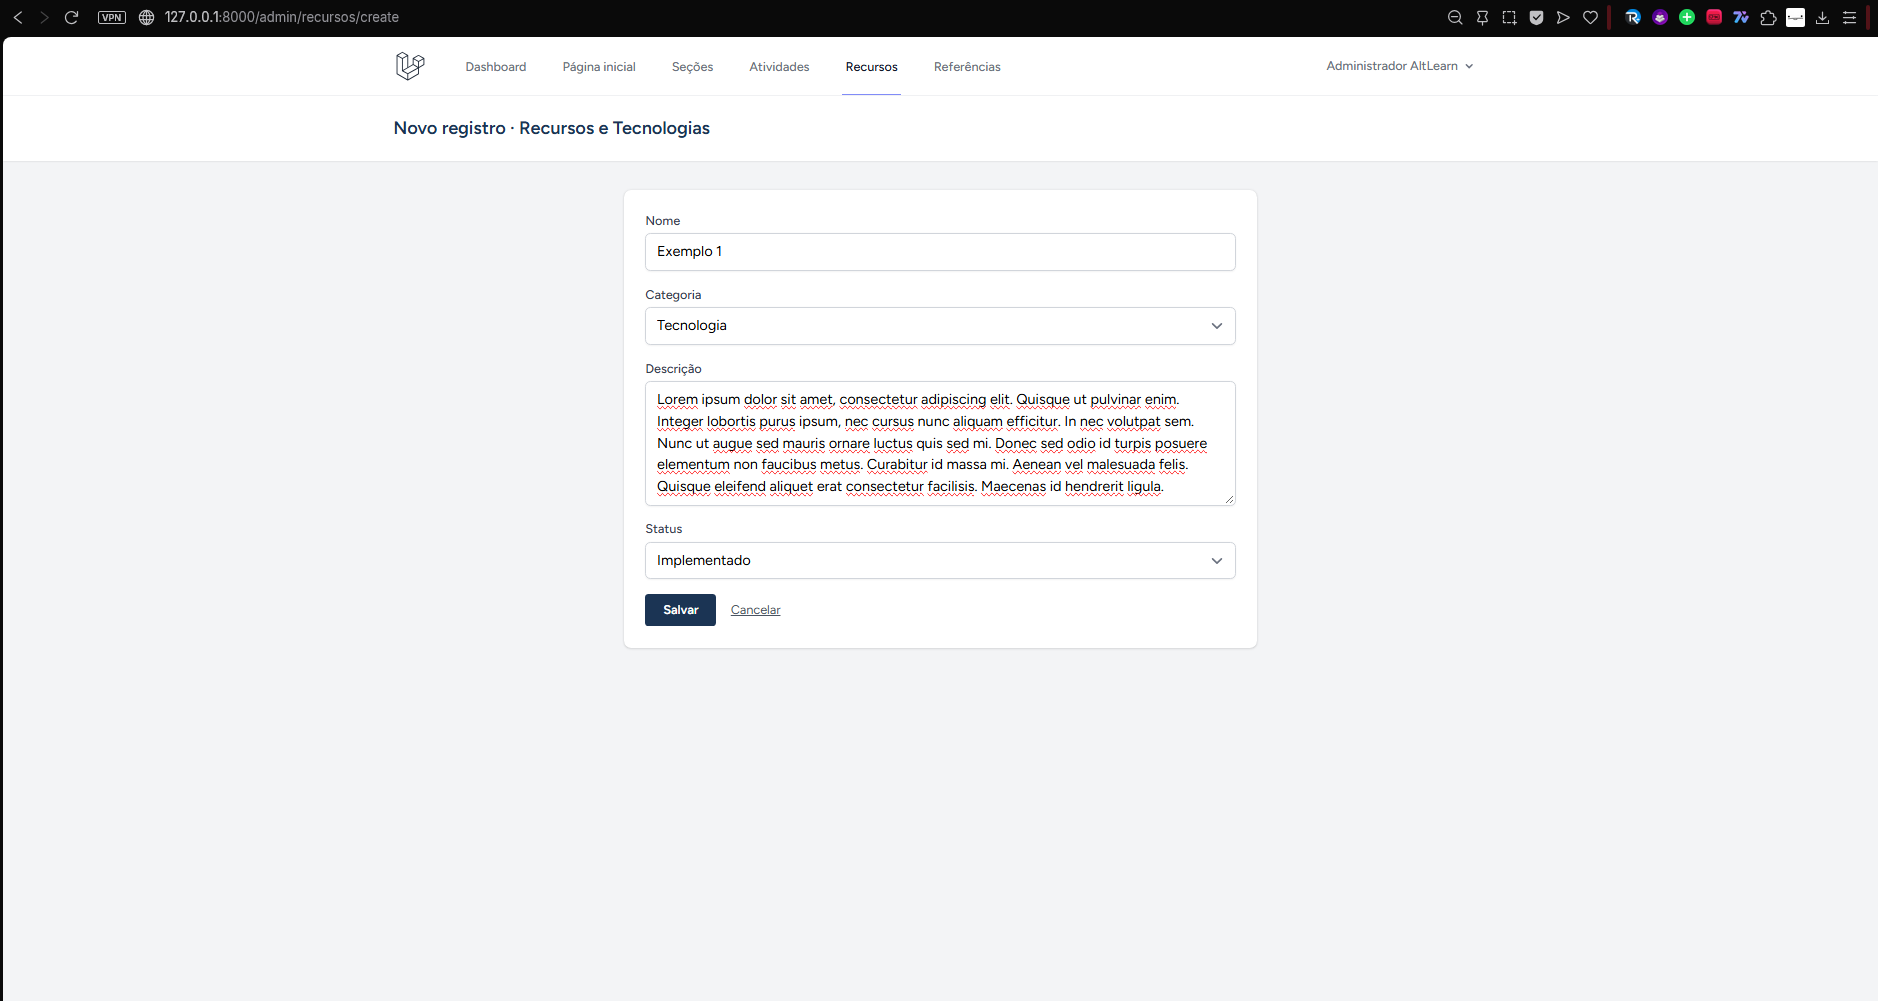 VPN
127.0.0.1:8000/admin/recursos/create
Dashboard
Página inicial
Seções
Atividades
Recursos
Referências
Administrador AltLearn
Novo registro · Recursos e Tecnologias
Nome
Exemplo 1
Categoria
Tecnologia
Descrição
Lorem ipsum dolor sit amet, consectetur adipiscing elit. Quisque ut pulvinar enim.
Integer lobortis purus ipsum, nec cursus nunc aliquam efficitur. In nec volutpat sem.
Nunc ut augue sed mauris ornare luctus quis sed mi. Donec sed odio id turpis posuere
elementum non faucibus metus. Curabitur id massa mi. Aenean vel malesuada felis.
Quisque eleifend aliquet erat consectetur facilisis. Maecenas id hendrerit ligula.
Status
Implementado
Salvar
Cancelar